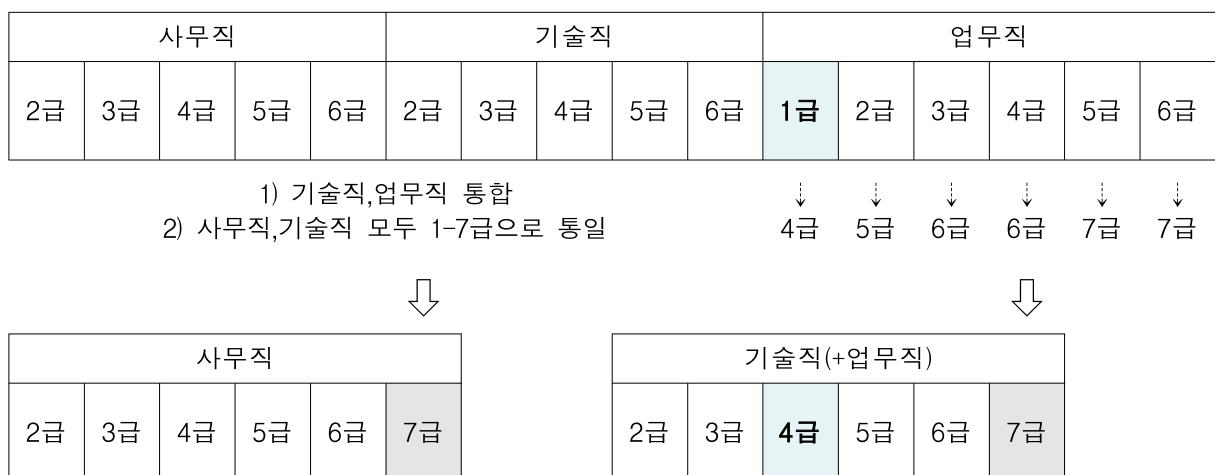 사무직 기술직 업무직
2급 3급 4급 5급 6급 2급 3급 4급 5급 6급 1급 2급 3급 4급 5급 6급
1) 기술직,업무직 통합
2) 사무직,기술직 모두 1-7급으로 통일
4급 5급 6급 6급 7급 7급
사무직 기술직(+업무직)
2급 3급 4급 5급 6급 7급 2급 3급 4급 5급 6급 7급